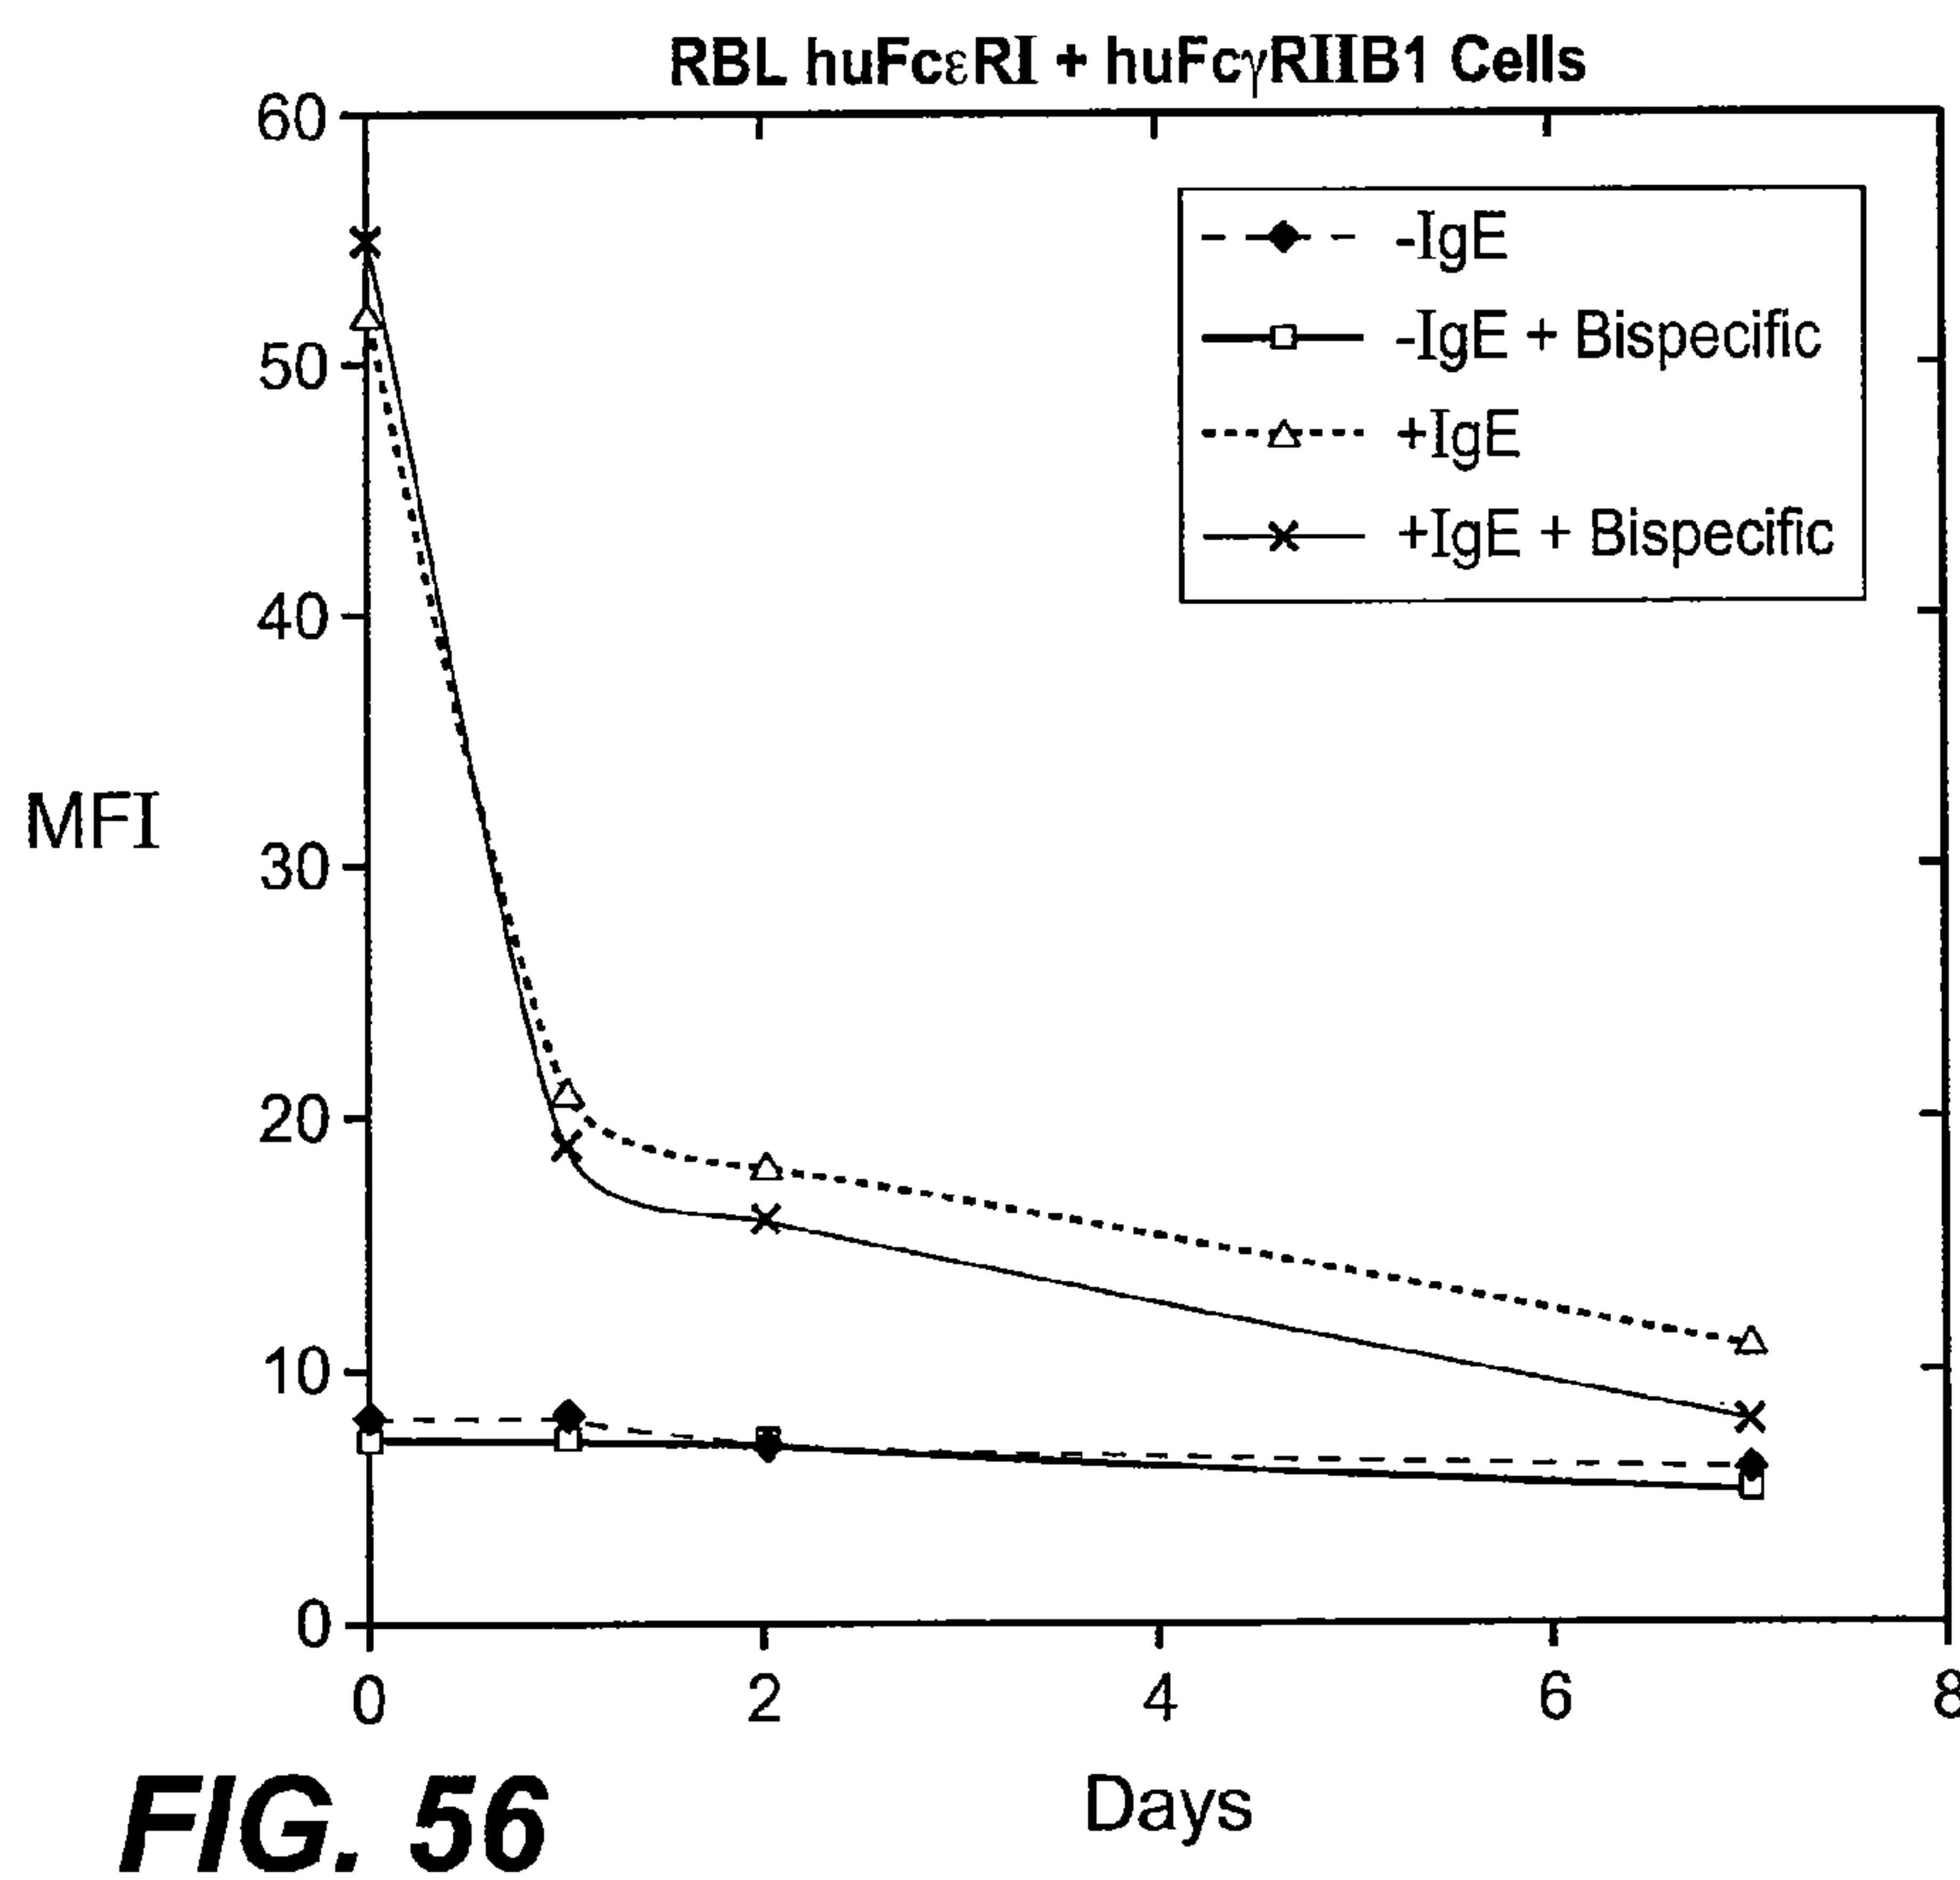 RBL huFcεRI + huFcγRIIB1 Cells
60
50
40
30
20
10
0
MFI
-IgE
-IgE + Bispecific
+IgE
+IgE + Bispecific
0 2 4 6 8
Days
FIG. 56